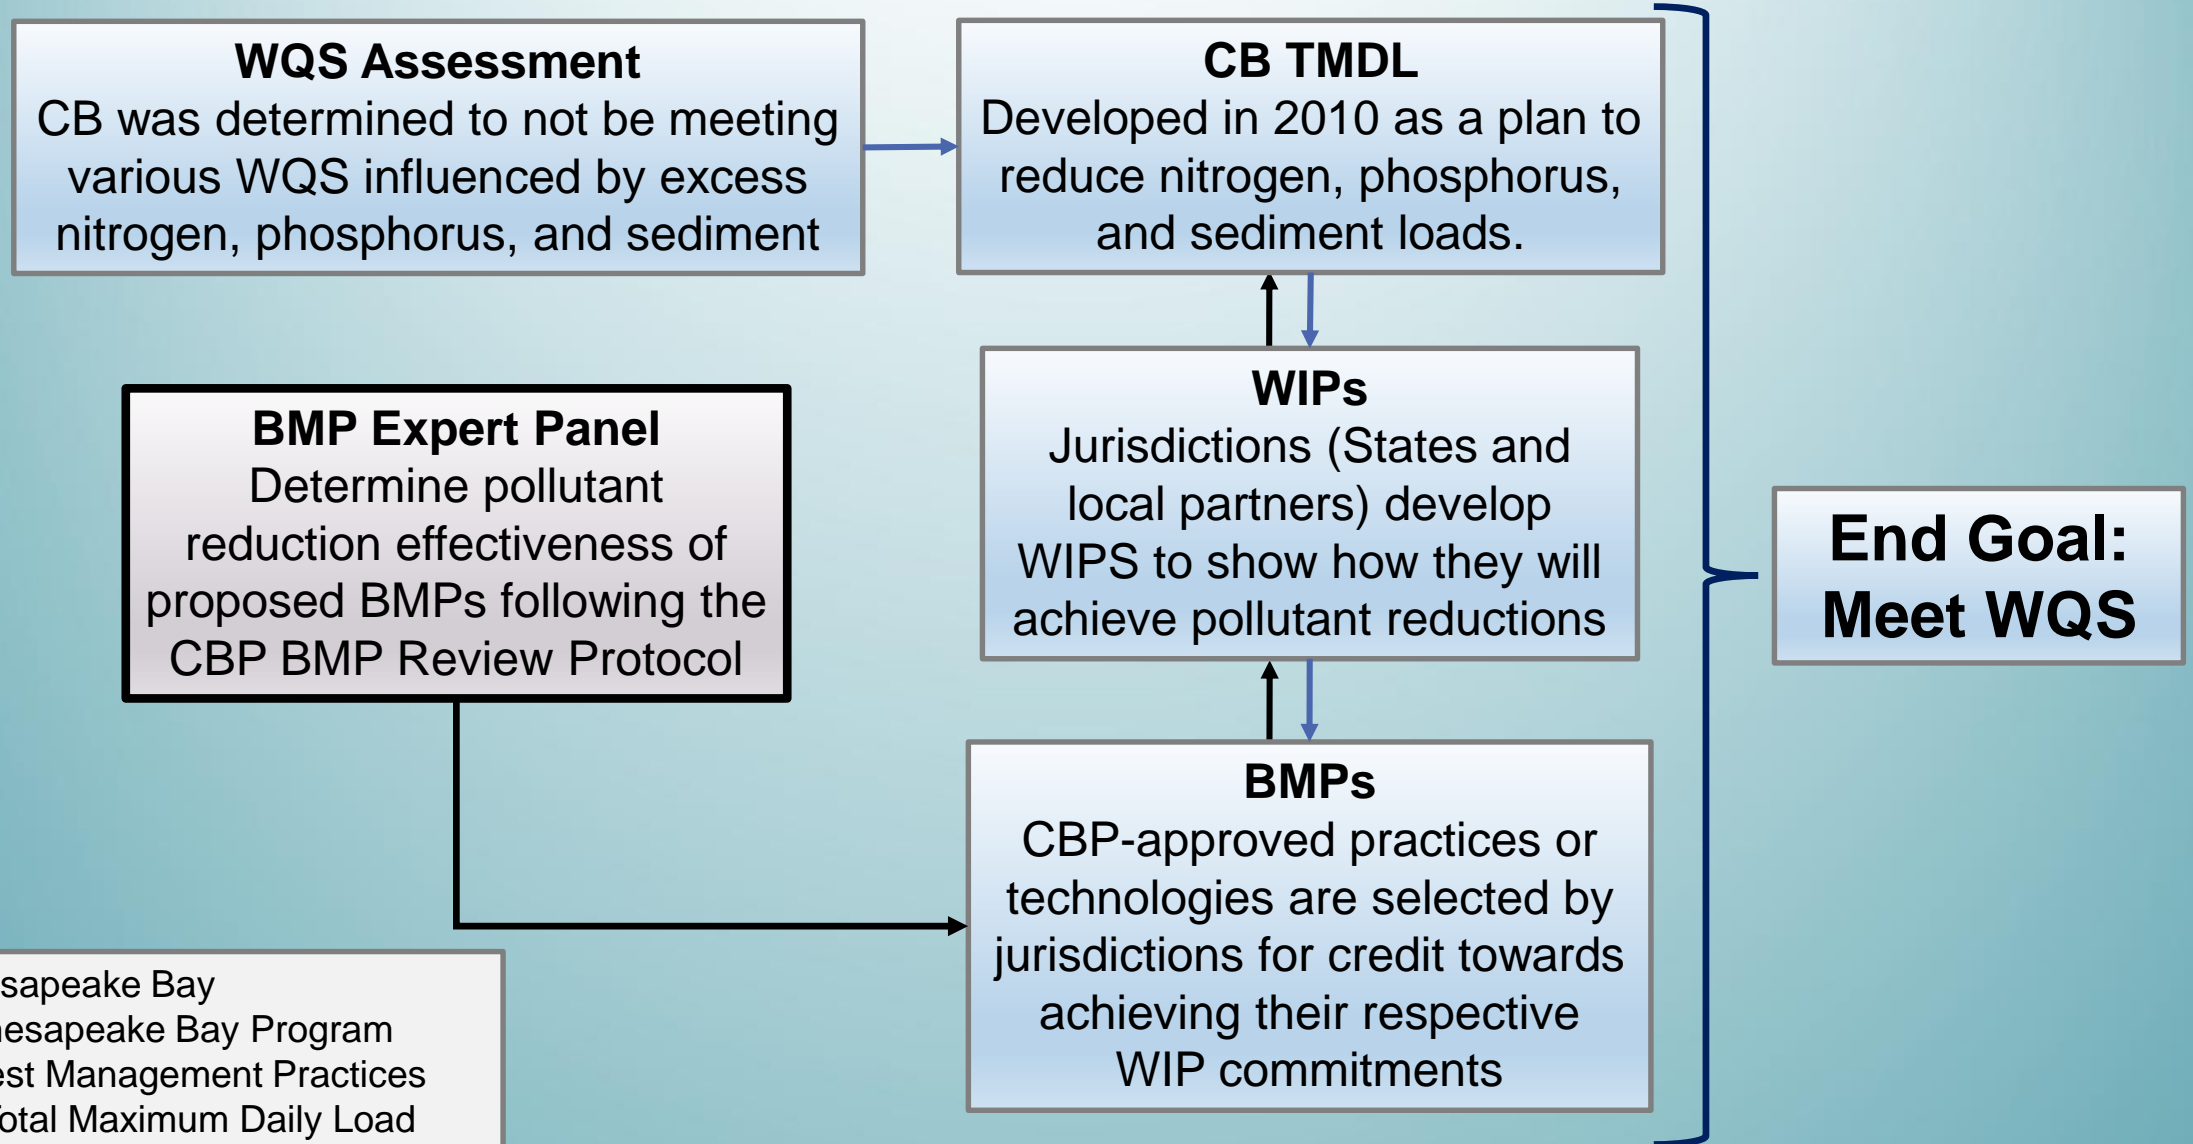 WQS Assessment
CB was determined to not be meeting
various WQS influenced by excess
nitrogen, phosphorus, and sediment
CB TMDL
Developed in 2010 as a plan to
reduce nitrogen, phosphorus,
and sediment loads.
WIPs
Jurisdictions (States and
local partners) develop
WIPS to show how they will
achieve pollutant reductions
BMP Expert Panel
Determine pollutant
reduction effectiveness of
proposed BMPs following the
CBP BMP Review Protocol
End Goal:
Meet WQS
BMPs
CBP-approved practices or
technologies are selected by
jurisdictions for credit towards
achieving their respective
WIP commitments
Bay
Bay Program
Management Practices
Maximum Daily Load